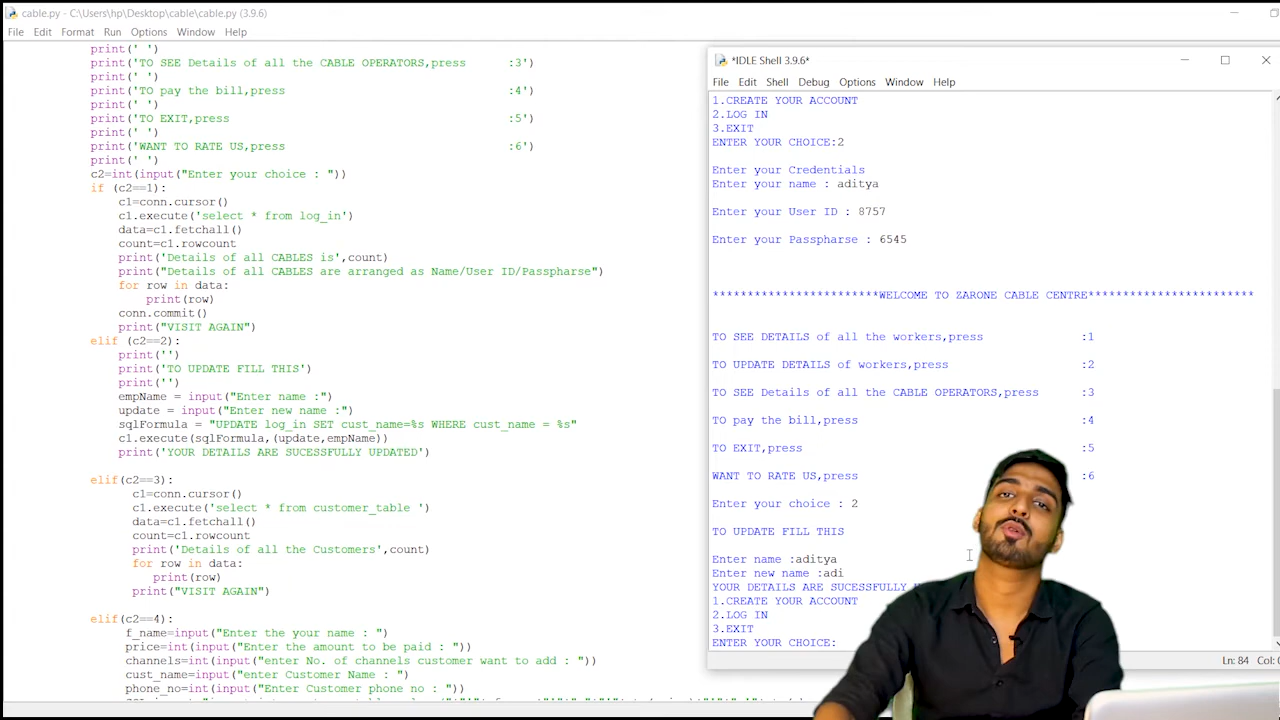 cable.py - C:\Users\hp\Desktop\cable\cable.py (3.9.6)
File Edit Format Run Options Window Help
print(' ')
print('TO SEE Details of all the CABLE OPERATORS,press :3')
print(' ')
print('TO pay the bill,press :4')
print(' ')
print('TO EXIT,press :5')
print(' ')
print('WANT TO RATE US,press :6')
print(' ')
c2=int(input("Enter your choice : "))
if (c2==1):
c1=conn.cursor()
c1.execute('select * from log_in')
data=c1.fetchall()
count=c1.rowcount
print('Details of all CABLES is',count)
print("Details of all CABLES are arranged as Name/User ID/Passpharse")
for row in data:
print(row)
conn.commit()
print("VISIT AGAIN")
elif (c2==2):
print('')
print('TO UPDATE FILL THIS')
print('')
empName = input("Enter name :")
update = input("Enter new name :")
sqlFormula = "UPDATE log_in SET cust_name=%s WHERE cust_name = %s"
c1.execute(sqlFormula,(update,empName))
print('YOUR DETAILS ARE SUCESSFULLY UPDATED')
elif(c2==3):
c1=conn.cursor()
c1.execute('select * from customer_table ')
data=c1.fetchall()
count=c1.rowcount
print('Details of all the Customers',count)
for row in data:
print(row)
print("VISIT AGAIN")
elif(c2==4):
f_name=input("Enter the your name : ")
price=int(input("Enter the amount to be paid : "))
channels=int(input("enter No. of channels customer want to add : "))
cust_name=input("enter Customer Name : ")
phone_no=int(input("Enter Customer phone no : "))
*IDLE Shell 3.9.6*
File Edit Shell Debug Options Window Help
1.CREATE YOUR ACCOUNT
2.LOG IN
3.EXIT
ENTER YOUR CHOICE:2
Enter your Credentials
Enter your name : aditya
Enter your User ID : 8757
Enter your Passpharse : 6545
************************WELCOME TO ZARONE CABLE CENTRE************************
TO SEE DETAILS of all the workers,press :1
TO UPDATE DETAILS of workers,press :2
TO SEE Details of all the CABLE OPERATORS,press :3
TO pay the bill,press :4
TO EXIT,press :5
WANT TO RATE US,press :6
Enter your choice : 2
TO UPDATE FILL THIS
Enter name :aditya
Enter new name :adi
YOUR DETAILS ARE SUCESSFULLY
1.CREATE YOUR ACCOUNT
2.LOG IN
3.EXIT
ENTER YOUR CHOICE:
Ln: 84 Col: